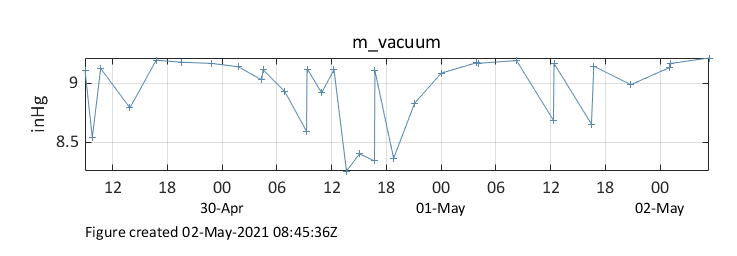 m_vacuum
9
8.5
inHg
12 18 00 06 12 18 00 06 12 18 00
30-Apr 01-May 02-May
Figure created 02-May-2021 08:45:36Z